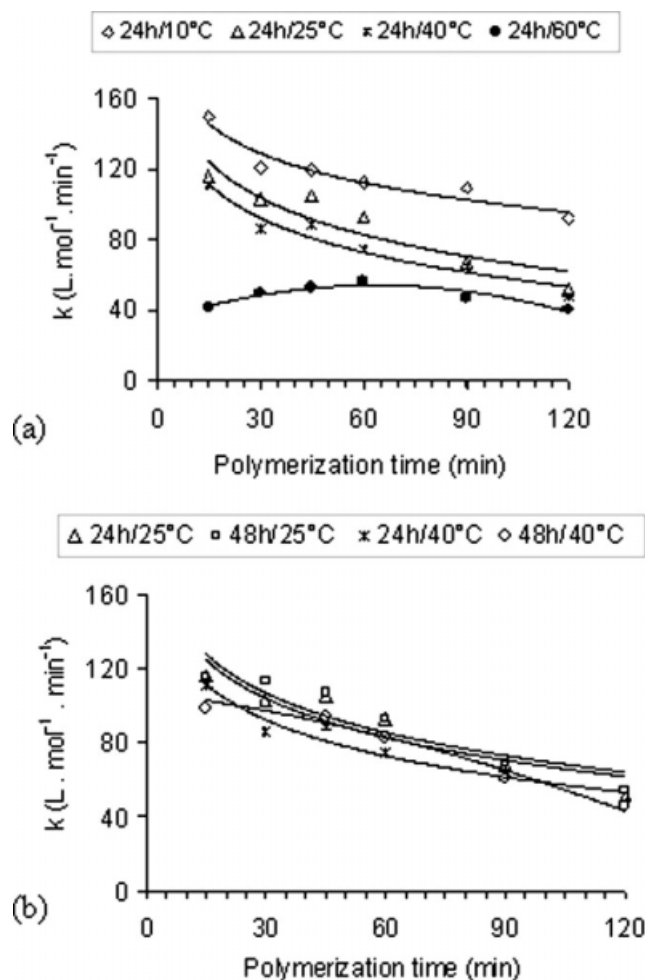 ◇ 24h/10°C △ 24h/25°C ж 24h/40°C ● 24h/60°C
160
120
80
40
0
k (L.mol⁻¹.min⁻¹)
0 30 60 90 120
Polymerization time (min)
(a)
△ 24h/25°C □ 48h/25°C ж 24h/40°C ◇ 48h/40°C
160
120
80
40
0
k (L . mol⁻¹ . min⁻¹)
0 30 60 90 120
Polymerization time (min)
(b)